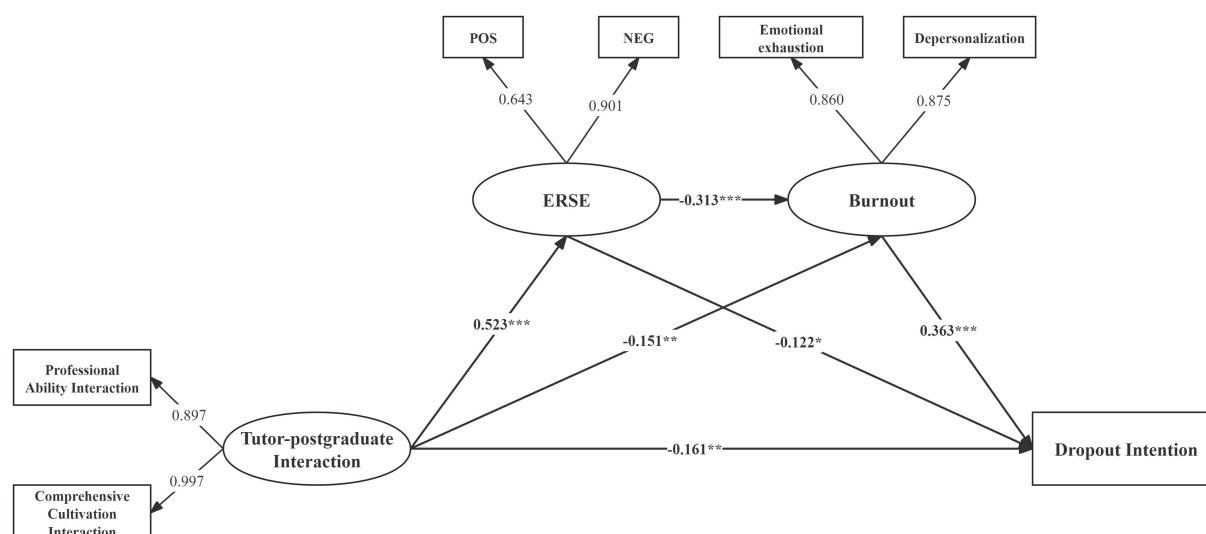 POS
NEG
Emotional
exhaustion
Depersonalization
0.643
0.901
0.860
0.875
ERSE
-0.313***
Burnout
0.523***
-0.151**
-0.122*
0.363***
Professional
Ability Interaction
0.897
Tutor-postgraduate
Interaction
-0.161**
Dropout Intention
0.997
Comprehensive
Cultivation
Interaction